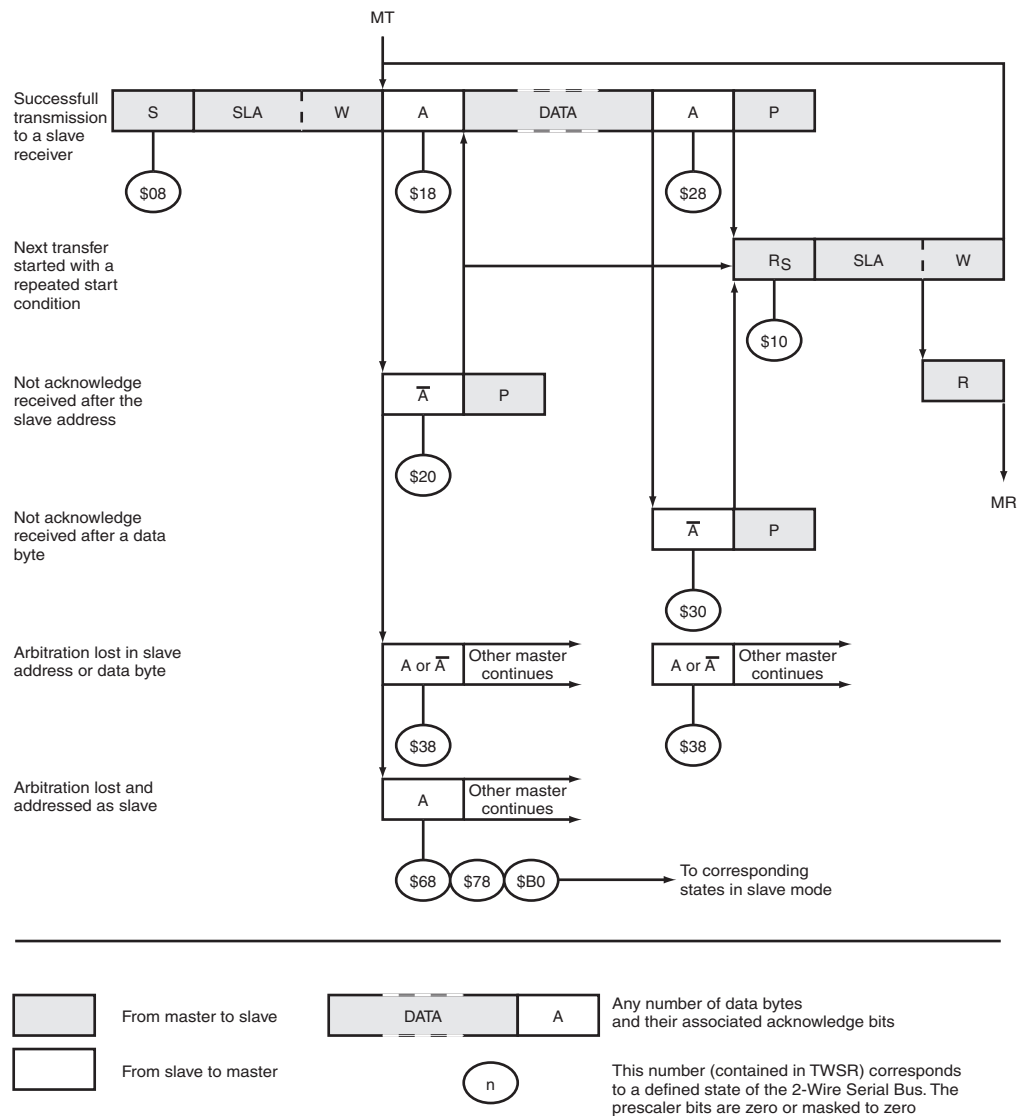 MT
Successfull
transmission
to a slave
receiver
S SLA W A DATA A P
$08 $18 $28
Next transfer
started with a
repeated start
condition
RS SLA W
$10
Not acknowledge
received after the
slave address
A̅ P
R
$20
MR
Not acknowledge
received after a data
byte
A̅ P
$30
Arbitration lost in slave
address or data byte
A or A̅ Other master
continues
A or A̅ Other master
continues
$38 $38
Arbitration lost and
addressed as slave
A Other master
continues
$68 $78 $B0
To corresponding
states in slave mode
From master to slave
DATA A
Any number of data bytes
and their associated acknowledge bits
From slave to master
n
This number (contained in TWSR) corresponds
to a defined state of the 2-Wire Serial Bus. The
prescaler bits are zero or masked to zero